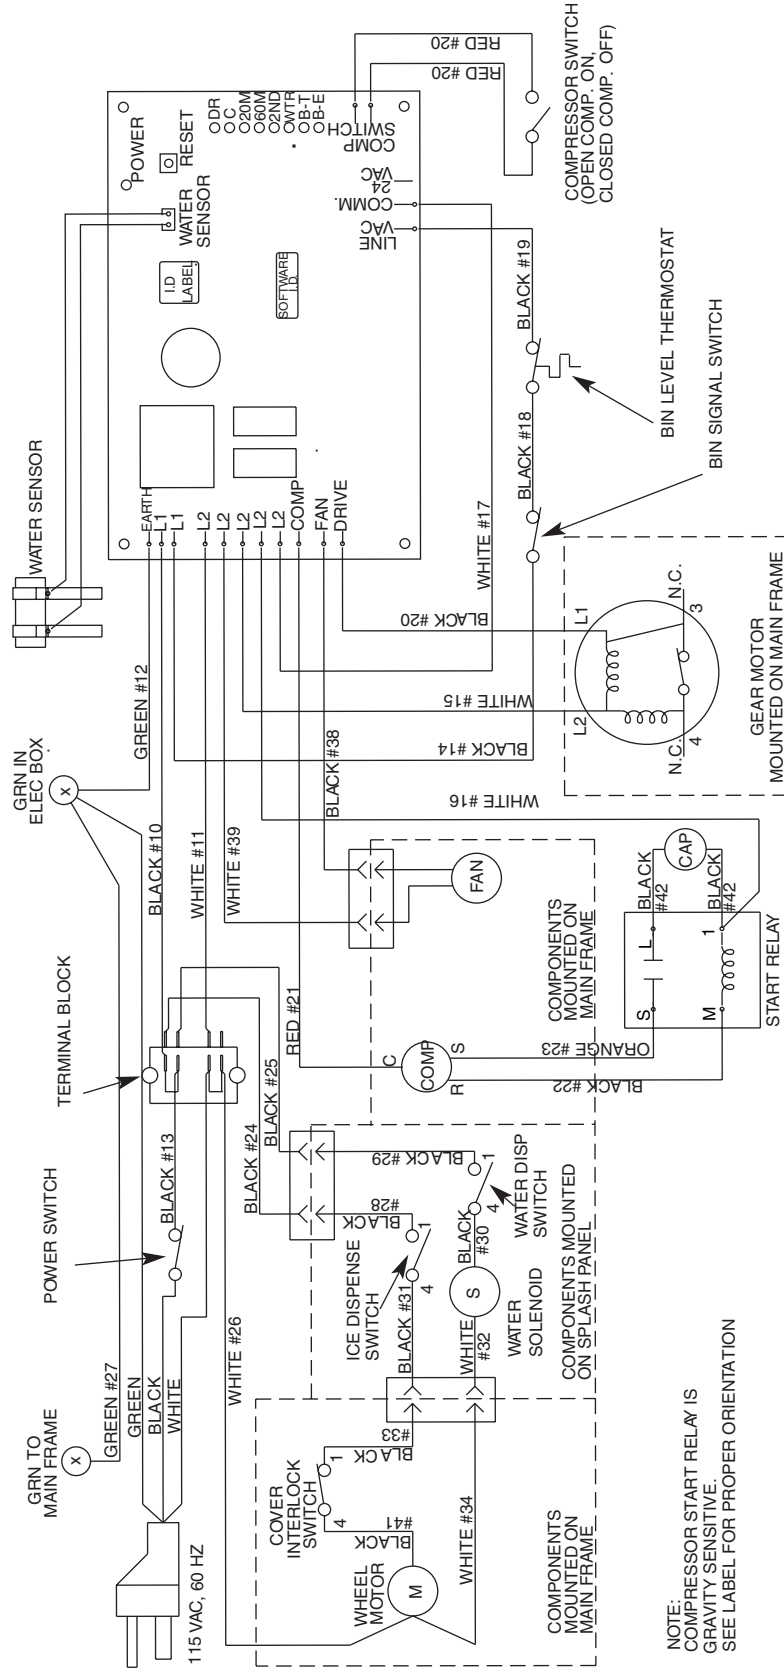 115 VAC, 60 HZ
GRN TO
MAIN FRAME
X
GREEN #27
GREEN
BLACK
WHITE
POWER SWITCH
BLACK #13
TERMINAL BLOCK
GRN IN
ELEC BOX
X
GREEN #12
BLACK #10
WHITE #11
WHITE #39
WHITE #26
BLACK #24
BLACK #25
RED #21
BLACK #38
WATER SENSOR
EARTH
L1
L1
L2
L2
L2
L2
L2
COMP
FAN
DRIVE
I.D
LABEL
SOFTWARE
I.D.
WATER
SENSOR
POWER
RESET
DR
C
20M
60M
2ND
WTR
B-T
B-E
COMP
SWITCH
24
VAC
COMM.
LINE
VAC
RED #20
RED #20
COMPRESSOR SWITCH
(OPEN COMP. ON,
CLOSED COMP. OFF)
BLACK #14
WHITE #15
WHITE #16
WHITE #17
BLACK #20
BLACK #18
BLACK #19
BIN LEVEL THERMOSTAT
BIN SIGNAL SWITCH
L2
L1
N.C.
4
N.C.
3
GEAR MOTOR
MOUNTED ON MAIN FRAME
FAN
COMPONENTS
MOUNTED ON
MAIN FRAME
COMP
C
S
R
ORANGE #23
BLACK #22
S
L
M
1
START RELAY
BLACK
#42
BLACK
#42
CAP
BLACK #28
BLACK #29
ICE DISPENSE
SWITCH
1
4
BLACK #31
WATER DISP
SWITCH
1
4
BLACK
#30
S
WATER
SOLENOID
WHITE
#32
COMPONENTS MOUNTED
ON SPLASH PANEL
COVER
INTERLOCK
SWITCH
1
4
BLACK #33
BLACK #41
WHEEL
MOTOR
M
WHITE #34
COMPONENTS
MOUNTED ON
MAIN FRAME
NOTE:
COMPRESSOR START RELAY IS
GRAVITY SENSITIVE.
SEE LABEL FOR PROPER ORIENTATION